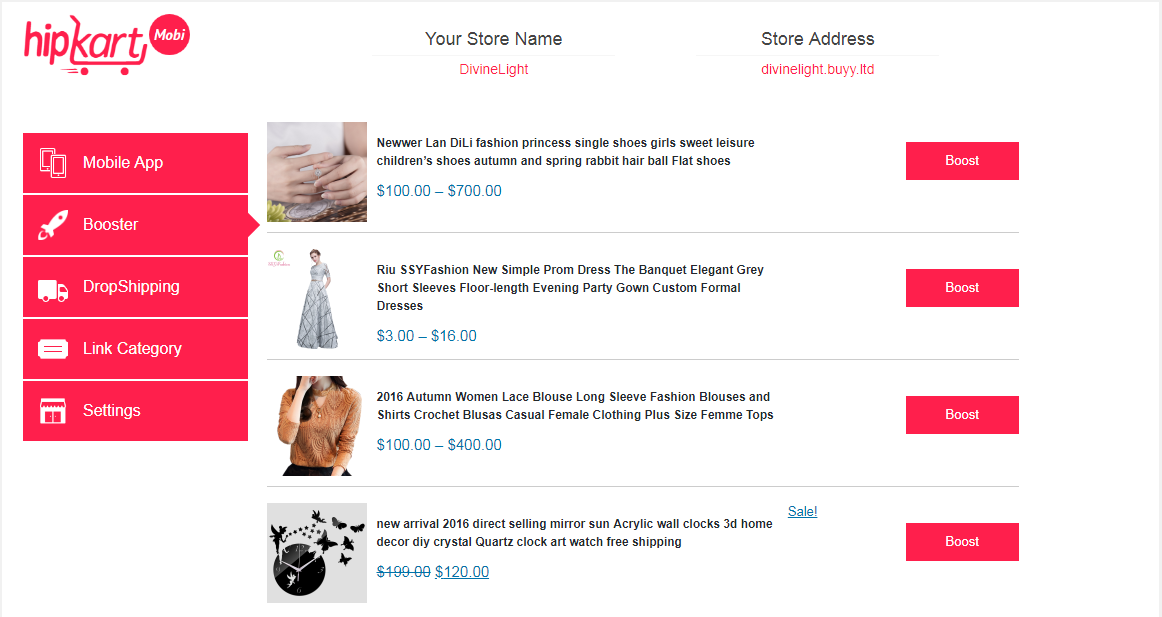 hipkart Mobi
Your Store Name
Store Address
DivineLight
divinelight.buyy.ltd
Mobile App
Booster
DropShipping
Link Category
Settings
Newwer Lan DiLi fashion princess single shoes girls sweet leisure
children’s shoes autumn and spring rabbit hair ball Flat shoes
$100.00 – $700.00
Boost
Riu SSYFashion New Simple Prom Dress The Banquet Elegant Grey
Short Sleeves Floor-length Evening Party Gown Custom Formal
Dresses
$3.00 – $16.00
Boost
2016 Autumn Women Lace Blouse Long Sleeve Fashion Blouses and
Shirts Crochet Blusas Casual Female Clothing Plus Size Femme Tops
$100.00 – $400.00
Boost
Sale!
new arrival 2016 direct selling mirror sun Acrylic wall clocks 3d home
decor diy crystal Quartz clock art watch free shipping
$199.00 $120.00
Boost